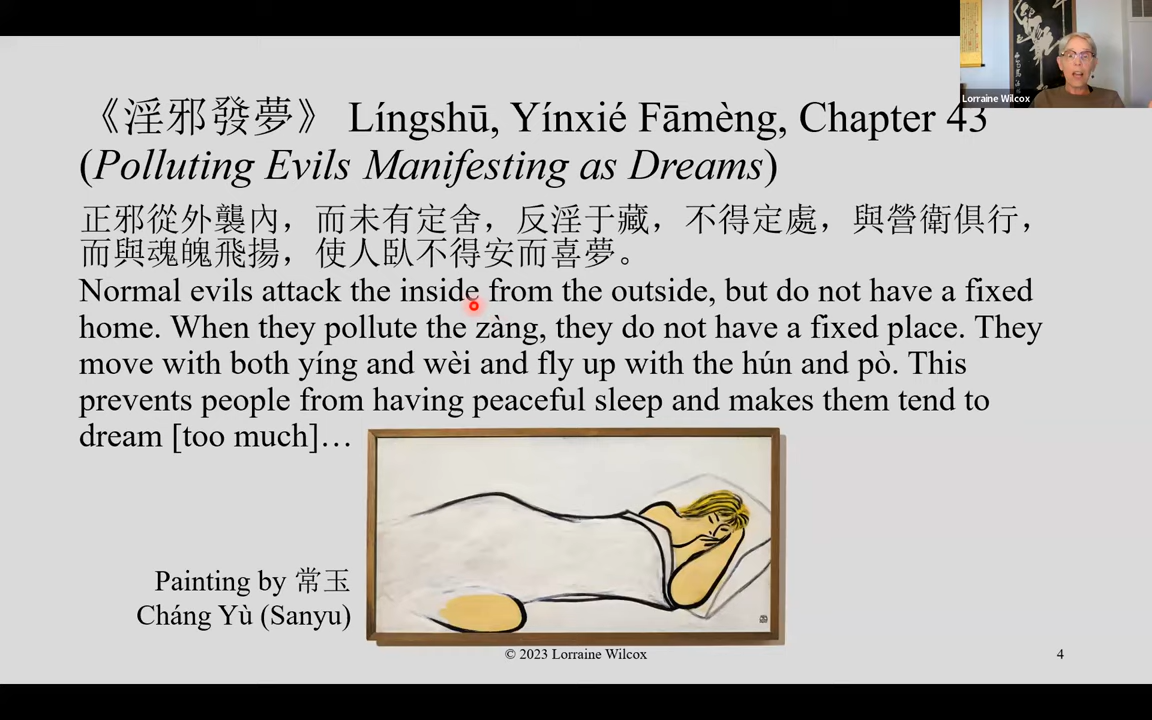 Lorraine Wilcox
《淫邪發夢》 Língshū, Yínxié Fāmèng, Chapter 43
(Polluting Evils Manifesting as Dreams)
正邪從外襲內，而未有定舍，反淫于藏，不得定處，與營衛俱行，
而與魂魄飛揚，使人臥不得安而喜夢。
Normal evils attack the inside from the outside, but do not have a fixed
home. When they pollute the zàng, they do not have a fixed place. They
move with both yíng and wèi and fly up with the hún and pò. This
prevents people from having peaceful sleep and makes them tend to
dream [too much]…
Painting by 常玉
Cháng Yù (Sanyu)
© 2023 Lorraine Wilcox
4